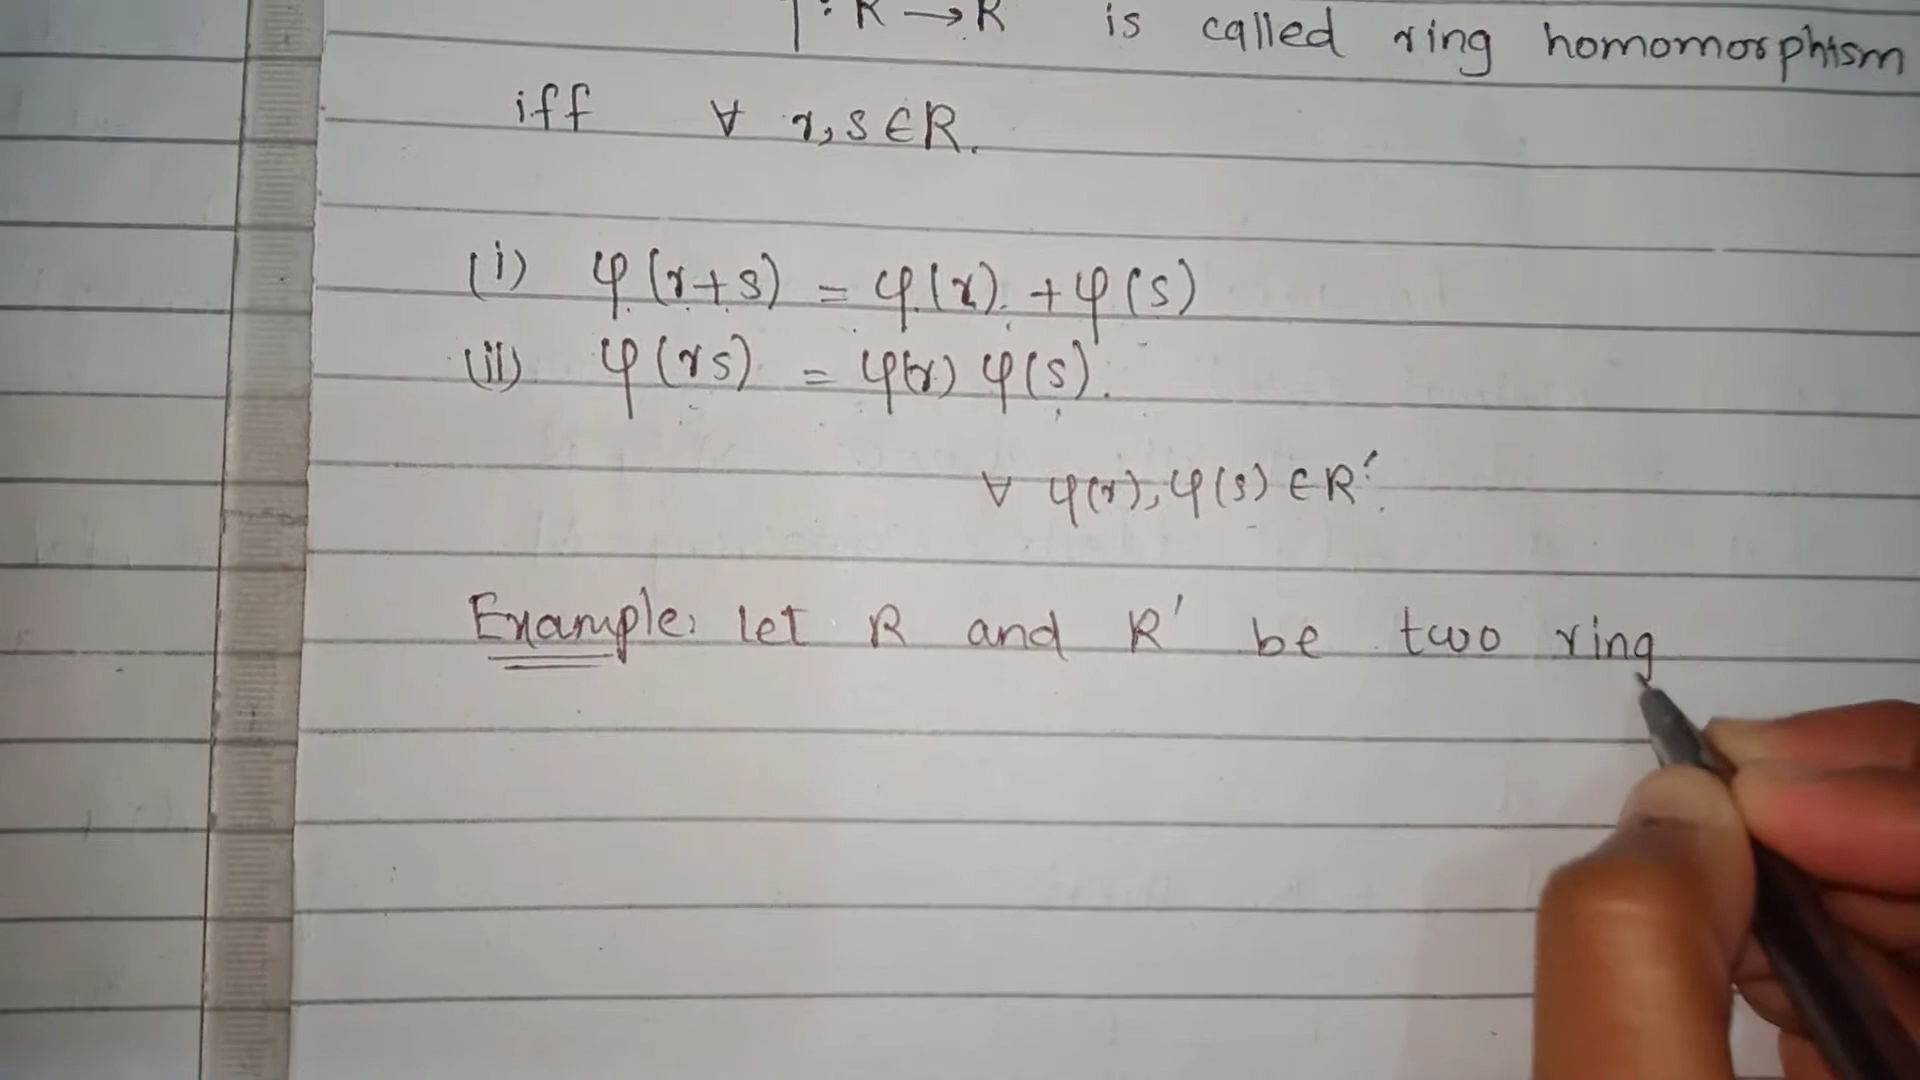 : R → R is called ring homomorphism
iff ∀ r, s ∈ R.
(i) φ(r+s) = φ(r) + φ(s)
(ii) φ(rs) = φ(r) φ(s).
∀ φ(r), φ(s) ∈ R'.
Example: let R and R' be two ring